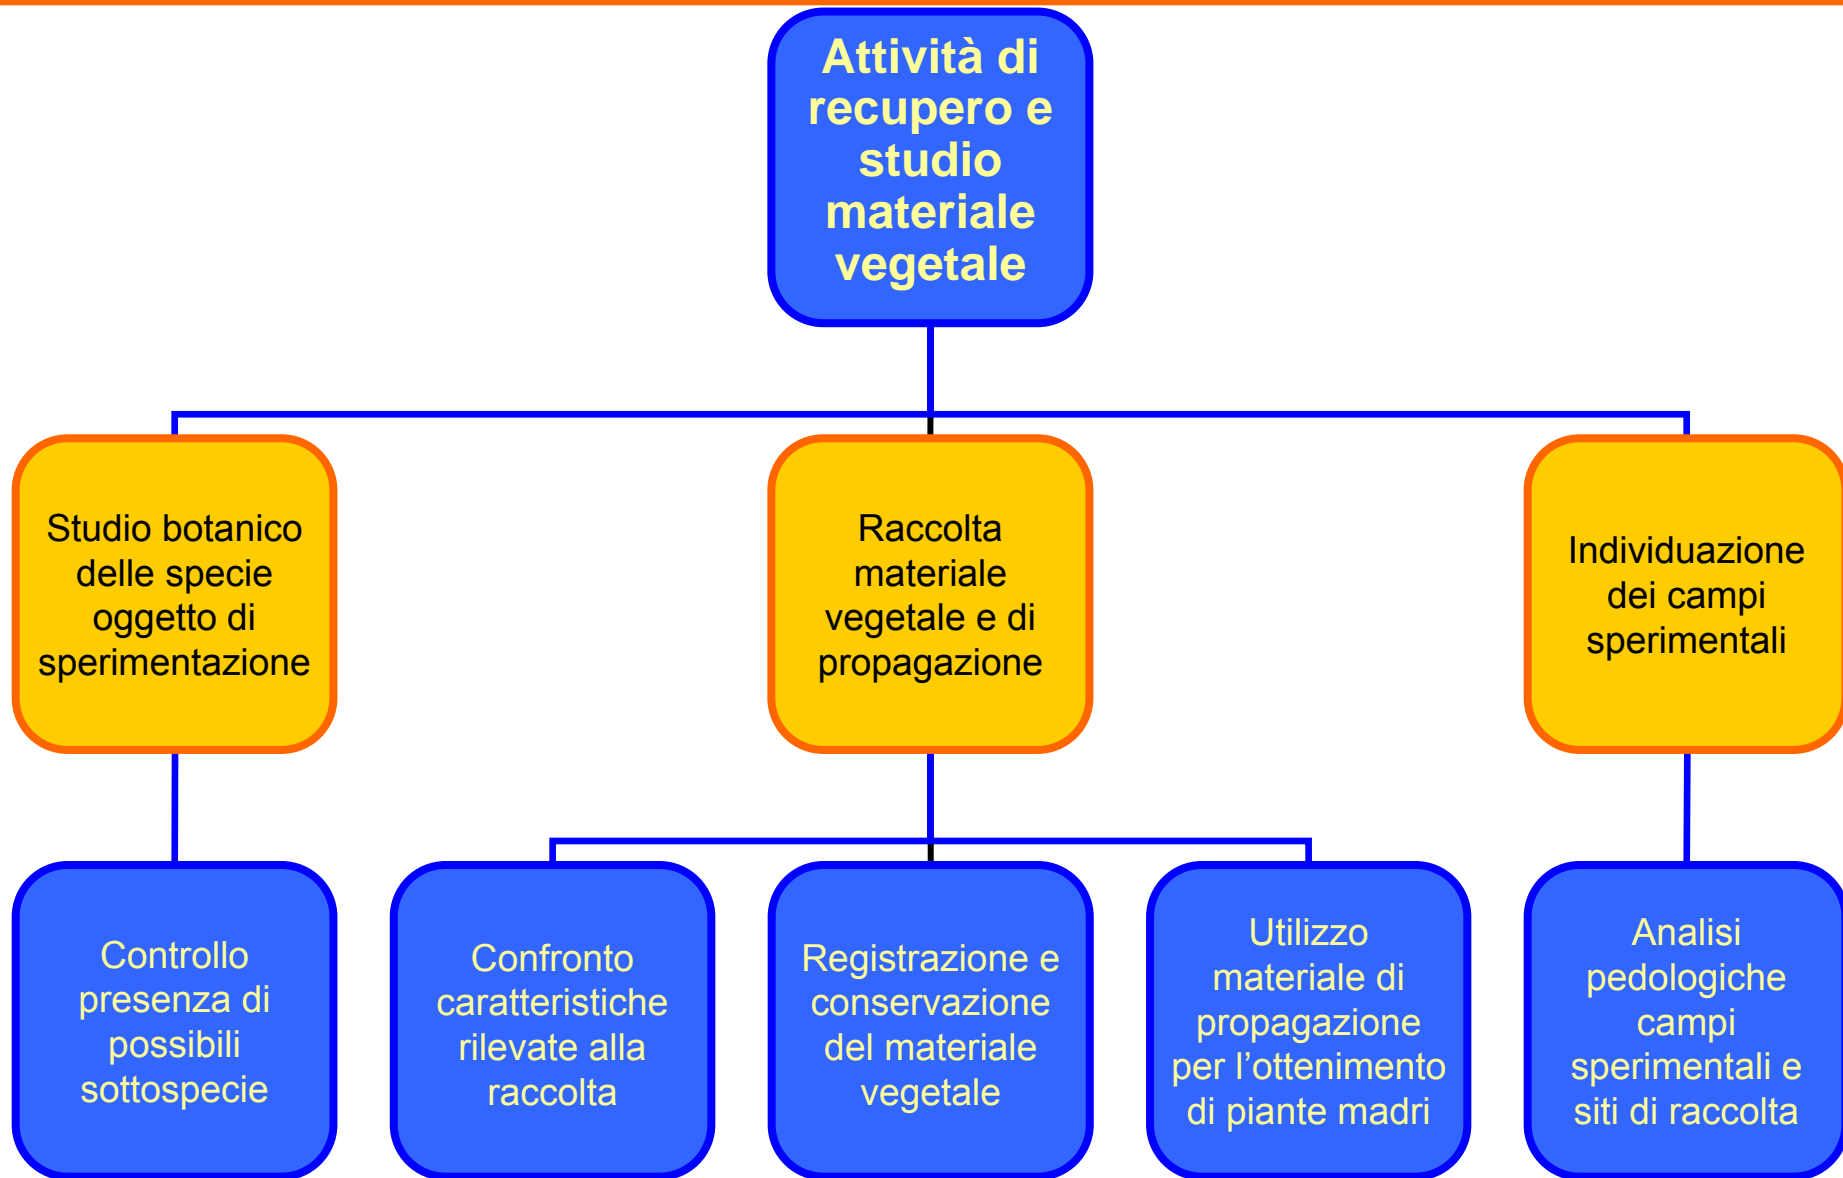 Attività di
recupero e
studio
materiale
vegetale
Studio botanico
delle specie
oggetto di
sperimentazione
Raccolta
materiale
vegetale e di
propagazione
Individuazione
dei campi
sperimentali
Controllo
presenza di
possibili
sottospecie
Confronto
caratteristiche
rilevate alla
raccolta
Registrazione e
conservazione
del materiale
vegetale
Utilizzo
materiale di
propagazione
per l’ottenimento
di piante madri
Analisi
pedologiche
campi
sperimentali e
siti di raccolta